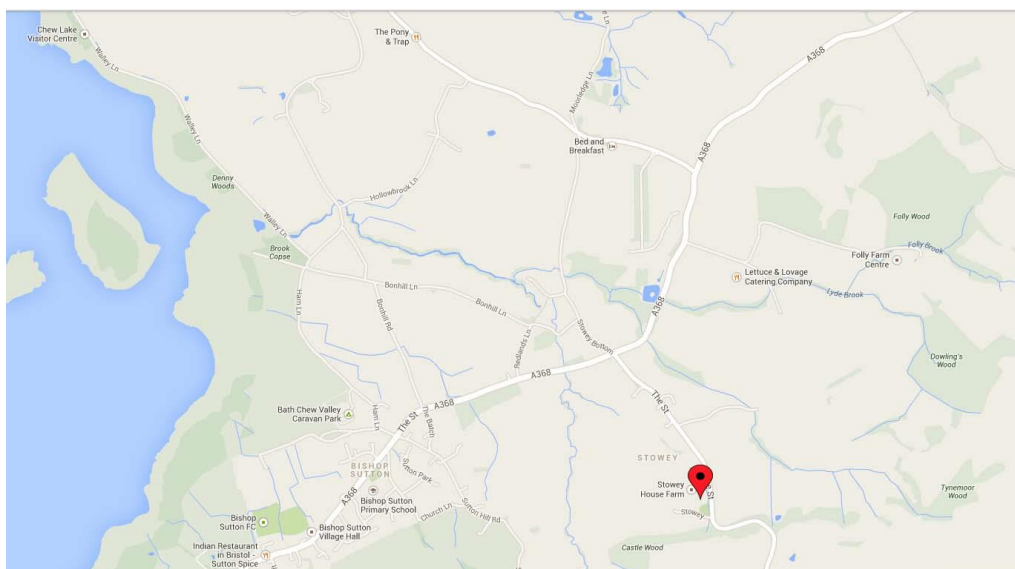 Chew Lake
Visitor Centre
Walley Ln
The Pony
& Trap
Moorledge Ln
A368
Walley Ln
Bed and
Breakfast
A368
Denny
Woods
Hollowbrook Ln
Folly Wood
Walley Ln
Brook
Copse
Folly Brook
Folly Farm
Centre
Lettuce & Lovage
Catering Company
Lyde Brook
Ham Ln
Bonhill Ln
Bonhill Rd
Bonhill Ln
A368
Redlands Ln
Stowey Bottom
Dowling's
Wood
A368
The St
A368
The St
Bath Chew Valley
Caravan Park
Ham Ln
The Batch
BISHOP
SUTTON
Sutton Park
STOWEY
Stowey
House Farm
Tynemoor
Wood
A368
Bishop Sutton
Primary School
Church Ln
Sutton Hill Rd
Stowey
Bishop
Sutton FC
Bishop Sutton
Village Hall
Castle Wood
Indian Restaurant
in Bristol -
Sutton Spice